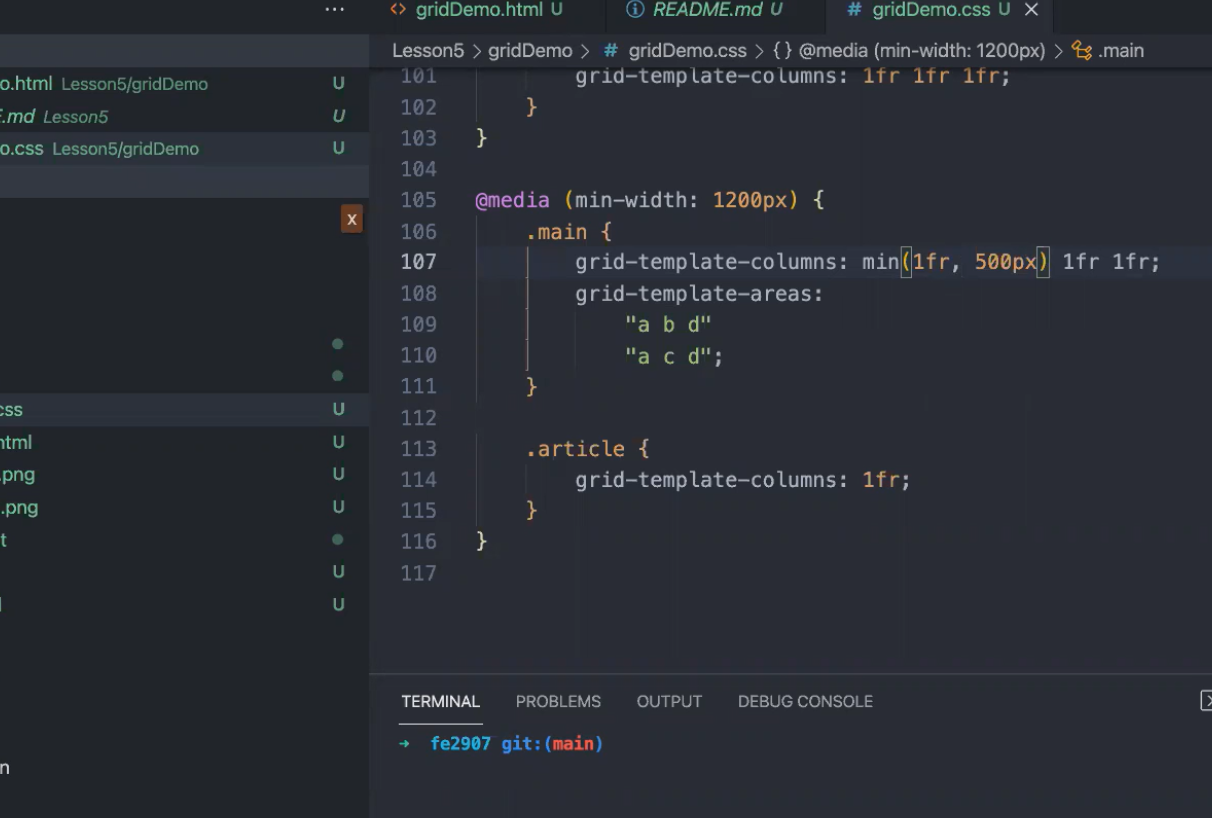 ...
gridDemo.html U
README.md U
# gridDemo.css U ×
Lesson5 > gridDemo > # gridDemo.css > {} @media (min-width: 1200px) > .main
o.html Lesson5/gridDemo U
E.md Lesson5 U
o.css Lesson5/gridDemo U
x
css U
html U
.png U
.png U
t
U
l U
n
101 grid-template-columns: 1fr 1fr 1fr;
102 }
103 }
104
105 @media (min-width: 1200px) {
106 .main {
107 grid-template-columns: min(1fr, 500px) 1fr 1fr;
108 grid-template-areas:
109 "a b d"
110 "a c d";
111 }
112
113 .article {
114 grid-template-columns: 1fr;
115 }
116 }
117
TERMINAL PROBLEMS OUTPUT DEBUG CONSOLE
→ fe2907 git:(main)